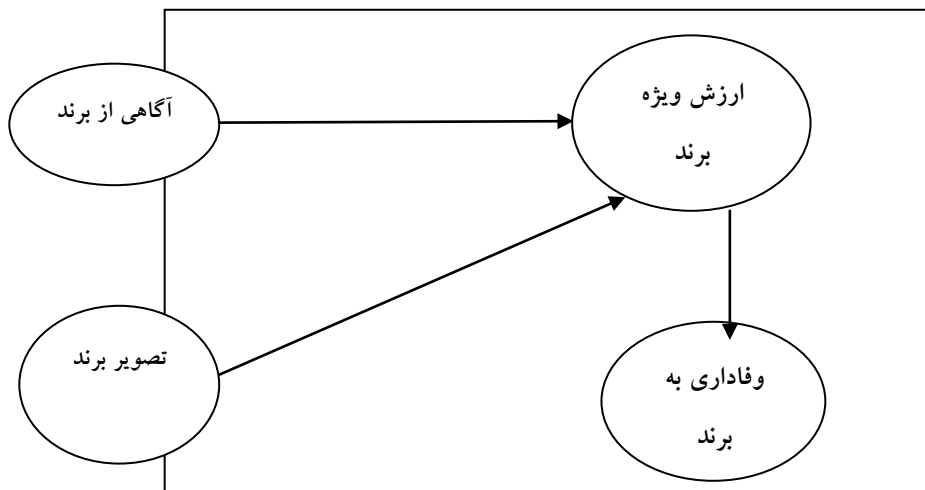 آگاهی از برند
ارزش ویژه
برند
تصویر برند
وفاداری به
برند